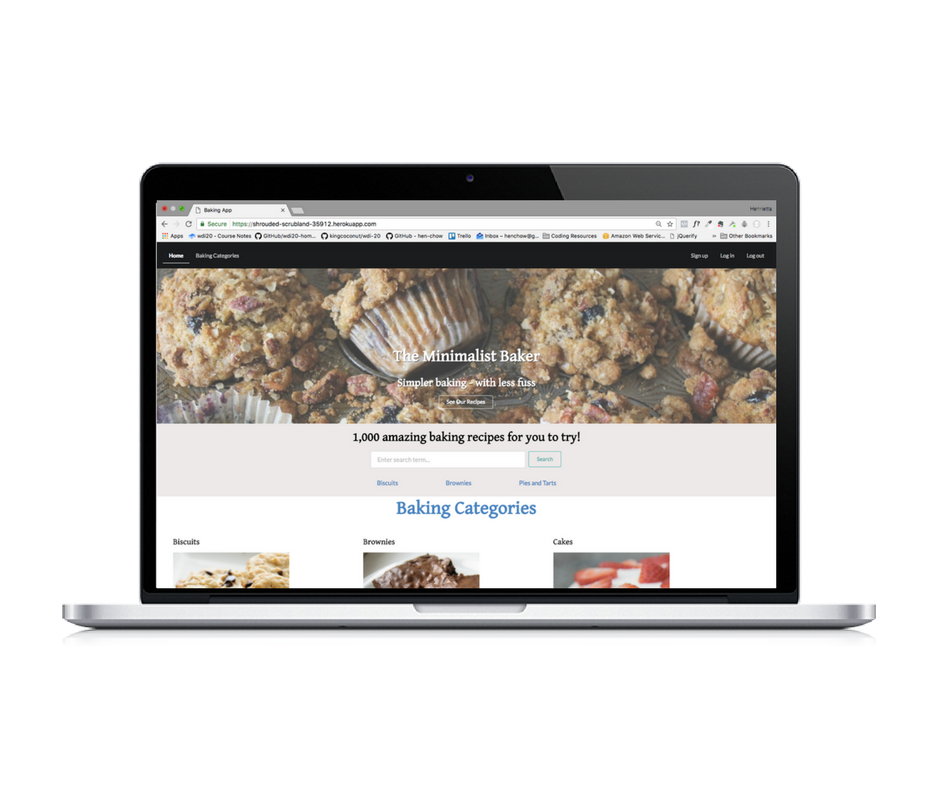 Baking App
Henrietta
Secure https://shrouded-scrubland-35912.herokuapp.com
Apps wdi20 - Course Notes GitHub/wdi20-hom... kingcoconut/wdi-20 GitHub - hen-chow Trello Inbox - henchow@g... Coding Resources Amazon Web Servic... jQuerify » Other Bookmarks
Home Baking Categories Sign up Log in Log out
The Minimalist Baker
Simpler baking - with less fuss
See Our Recipes
1,000 amazing baking recipes for you to try!
Enter search term... Search
Biscuits Brownies Pies and Tarts
Baking Categories
Biscuits Brownies Cakes